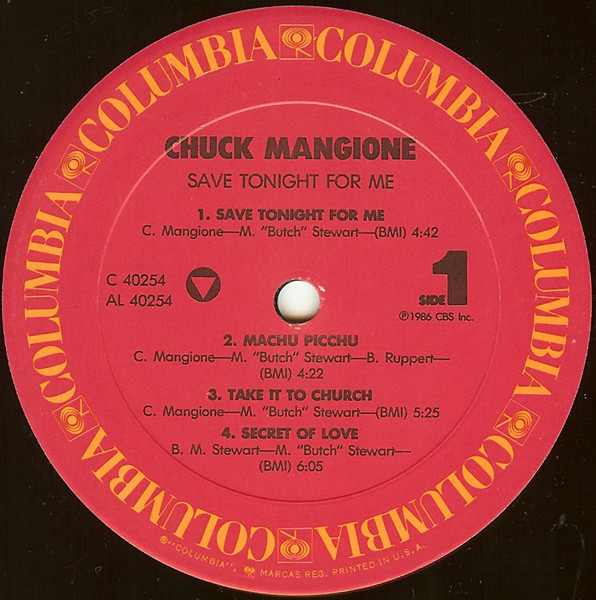 COLUMBIA COLUMBIA COLUMBIA COLUMBIA COLUMBIA COLUMBIA COLUMBIA COLUMBIA
CHUCK MANGIONE
SAVE TONIGHT FOR ME
1. SAVE TONIGHT FOR ME
C. Mangione—M. "Butch" Stewart—(BMI) 4:42
C 40254
AL 40254
SIDE 1
℗1986 CBS Inc.
2. MACHU PICCHU
C. Mangione—M. "Butch" Stewart—B. Ruppert—
(BMI) 4:22
3. TAKE IT TO CHURCH
C. Mangione—M. "Butch" Stewart—(BMI) 5:25
4. SECRET OF LOVE
B. M. Stewart—M. "Butch" Stewart—
(BMI) 6:05
®"COLUMBIA", MARCAS REG. PRINTED IN U.S.A.